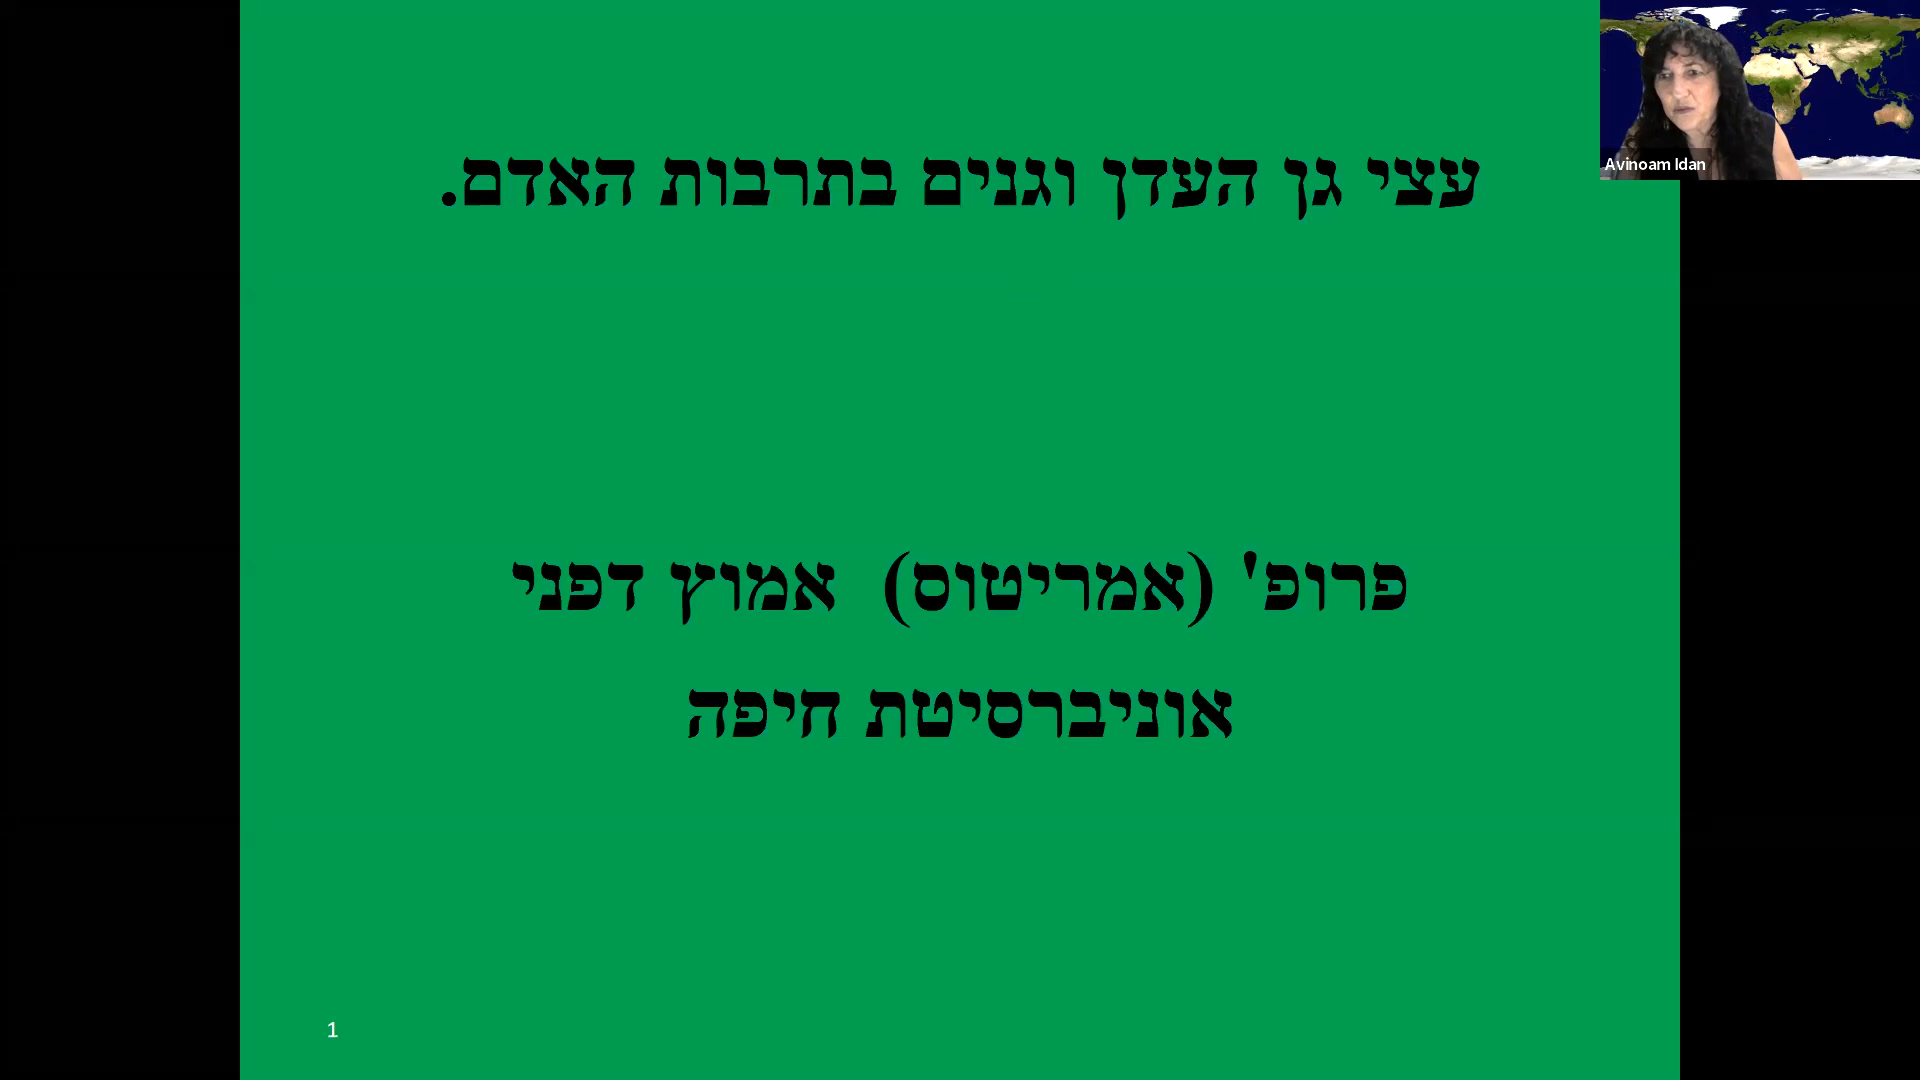 עצי גן העדן וגנים בתרבות האדם.
פרופ' (אמריטוס)  אמוץ דפני
אוניברסיטת חיפה
1
Avinoam Idan